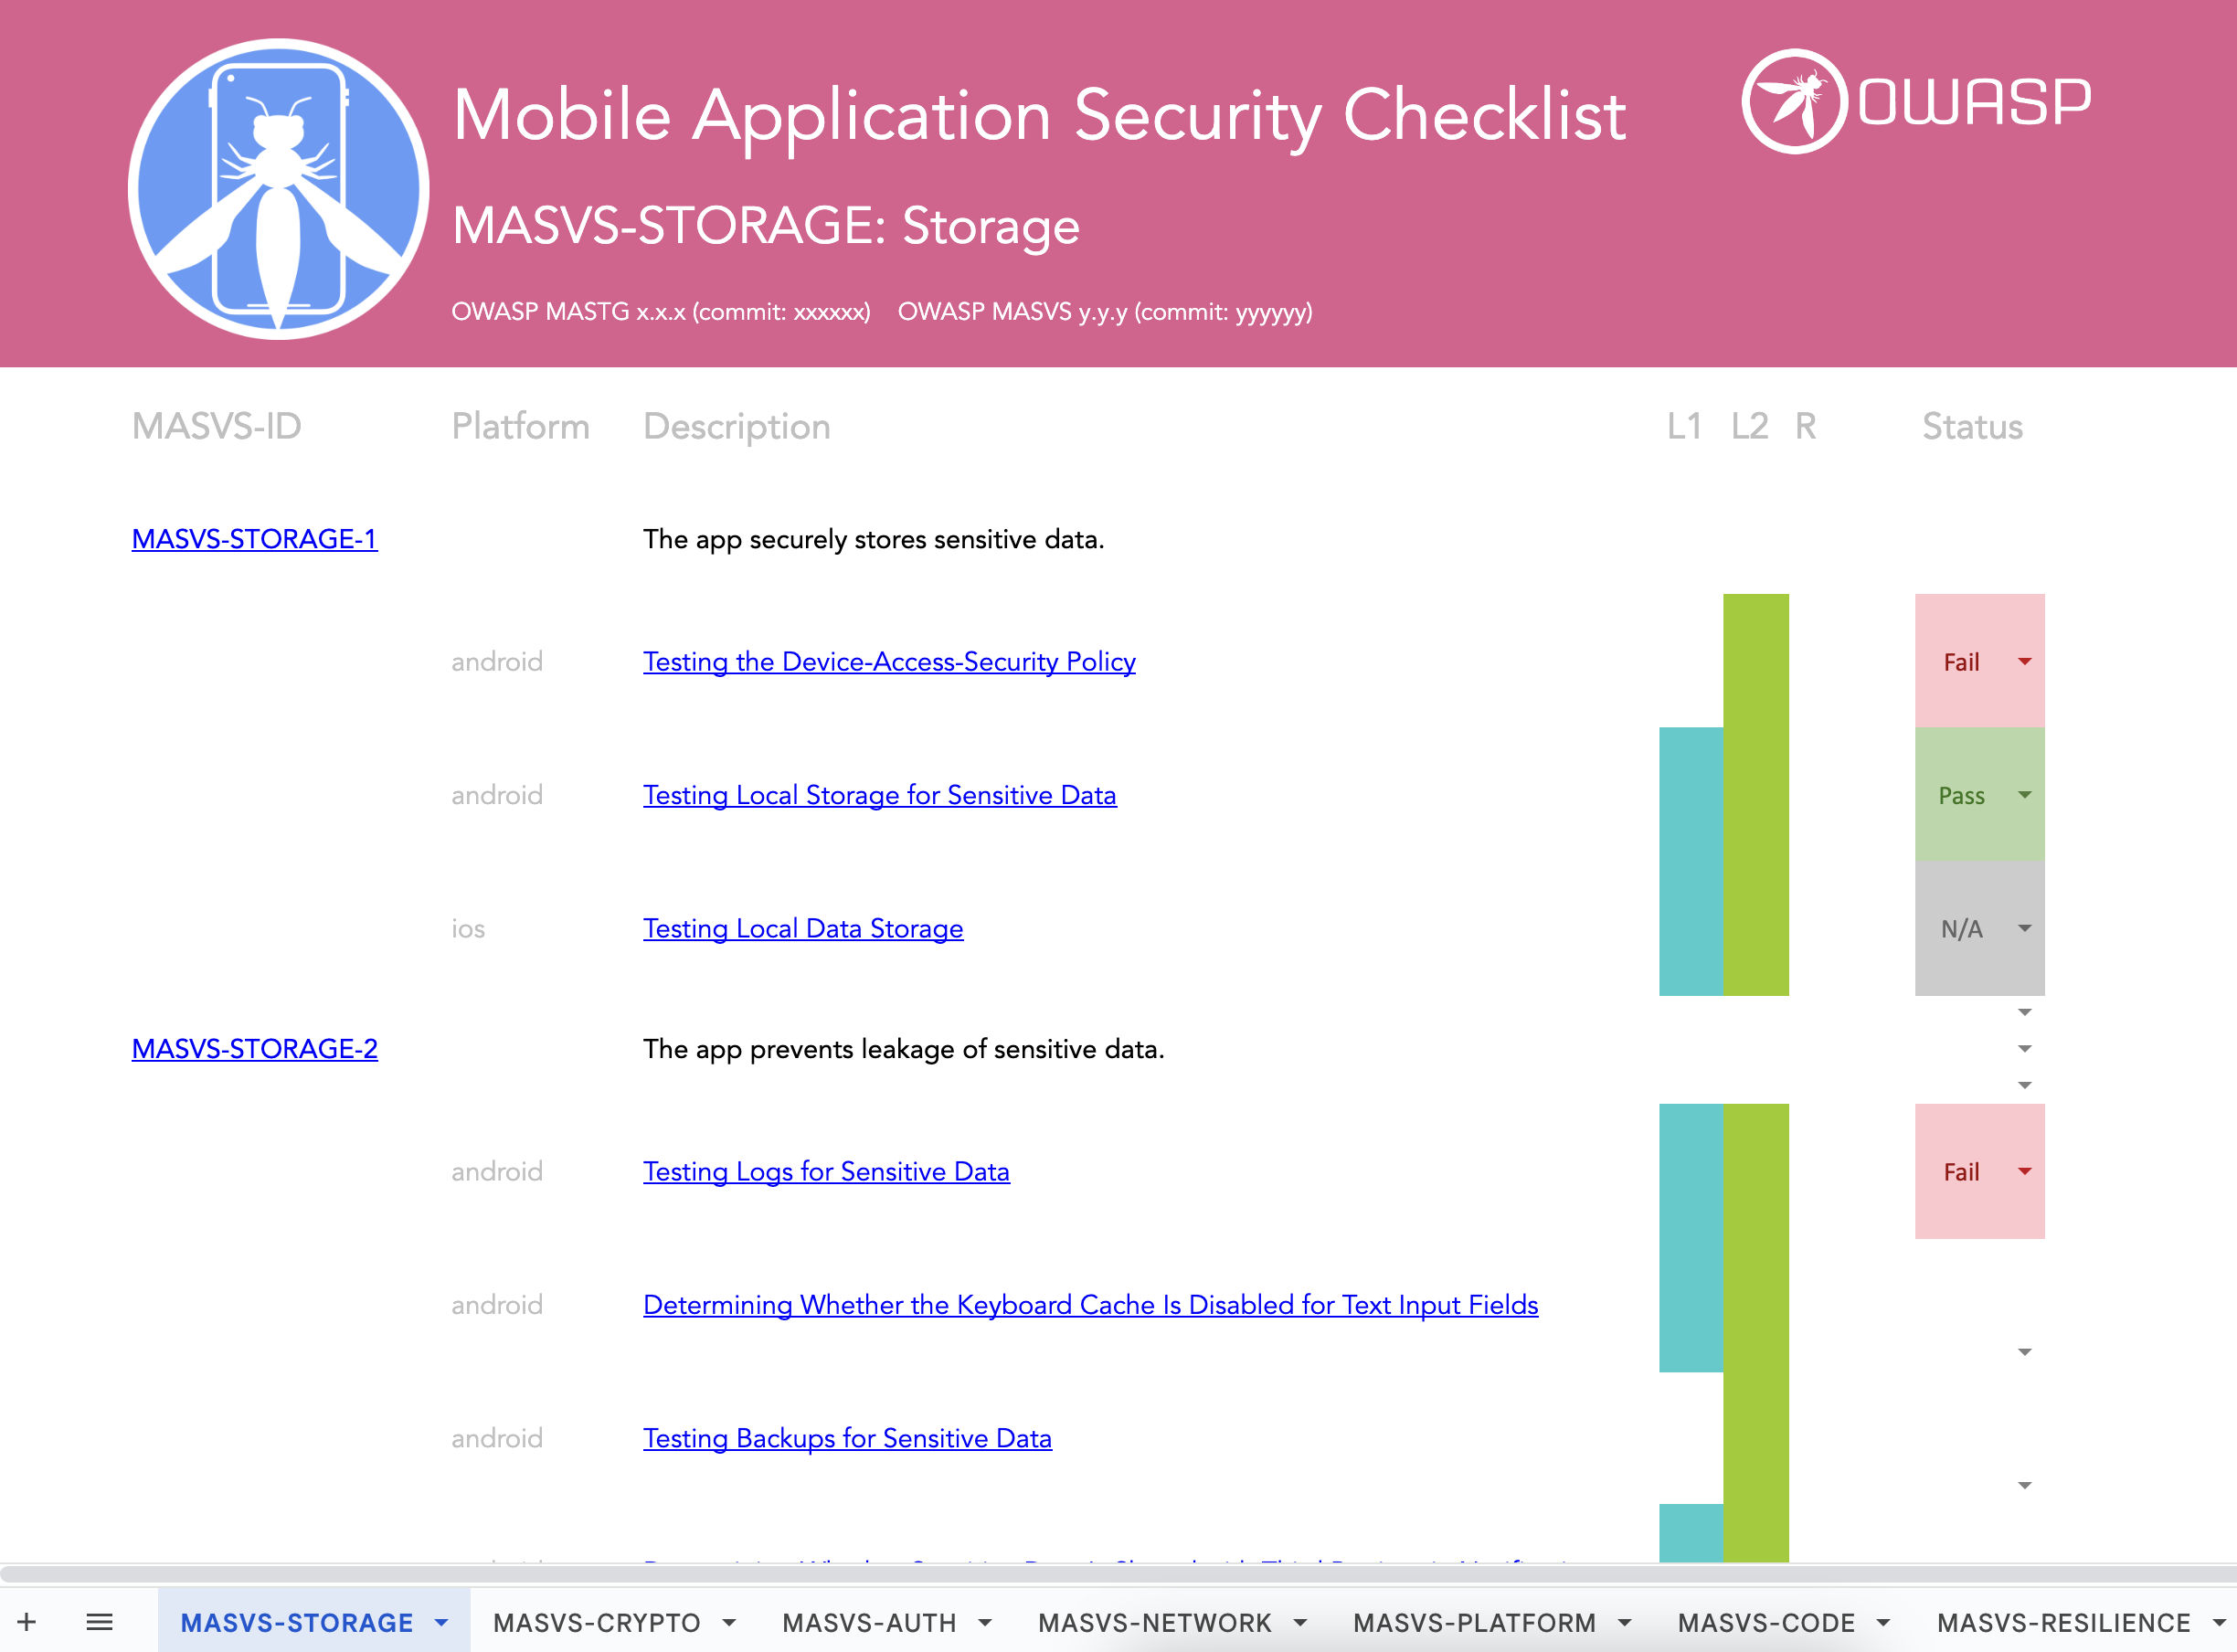 Mobile Application Security Checklist
OWASP
MASVS-STORAGE: Storage
OWASP MASTG x.x.x (commit: xxxxxx) OWASP MASVS y.y.y (commit: yyyyyy)
MASVS-ID Platform Description L1 L2 R Status
MASVS-STORAGE-1 The app securely stores sensitive data.
android Testing the Device-Access-Security Policy Fail
android Testing Local Storage for Sensitive Data Pass
ios Testing Local Data Storage N/A
MASVS-STORAGE-2 The app prevents leakage of sensitive data.
android Testing Logs for Sensitive Data Fail
android Determining Whether the Keyboard Cache Is Disabled for Text Input Fields
android Testing Backups for Sensitive Data
+ MASVS-STORAGE MASVS-CRYPTO MASVS-AUTH MASVS-NETWORK MASVS-PLATFORM MASVS-CODE MASVS-RESILIENCE